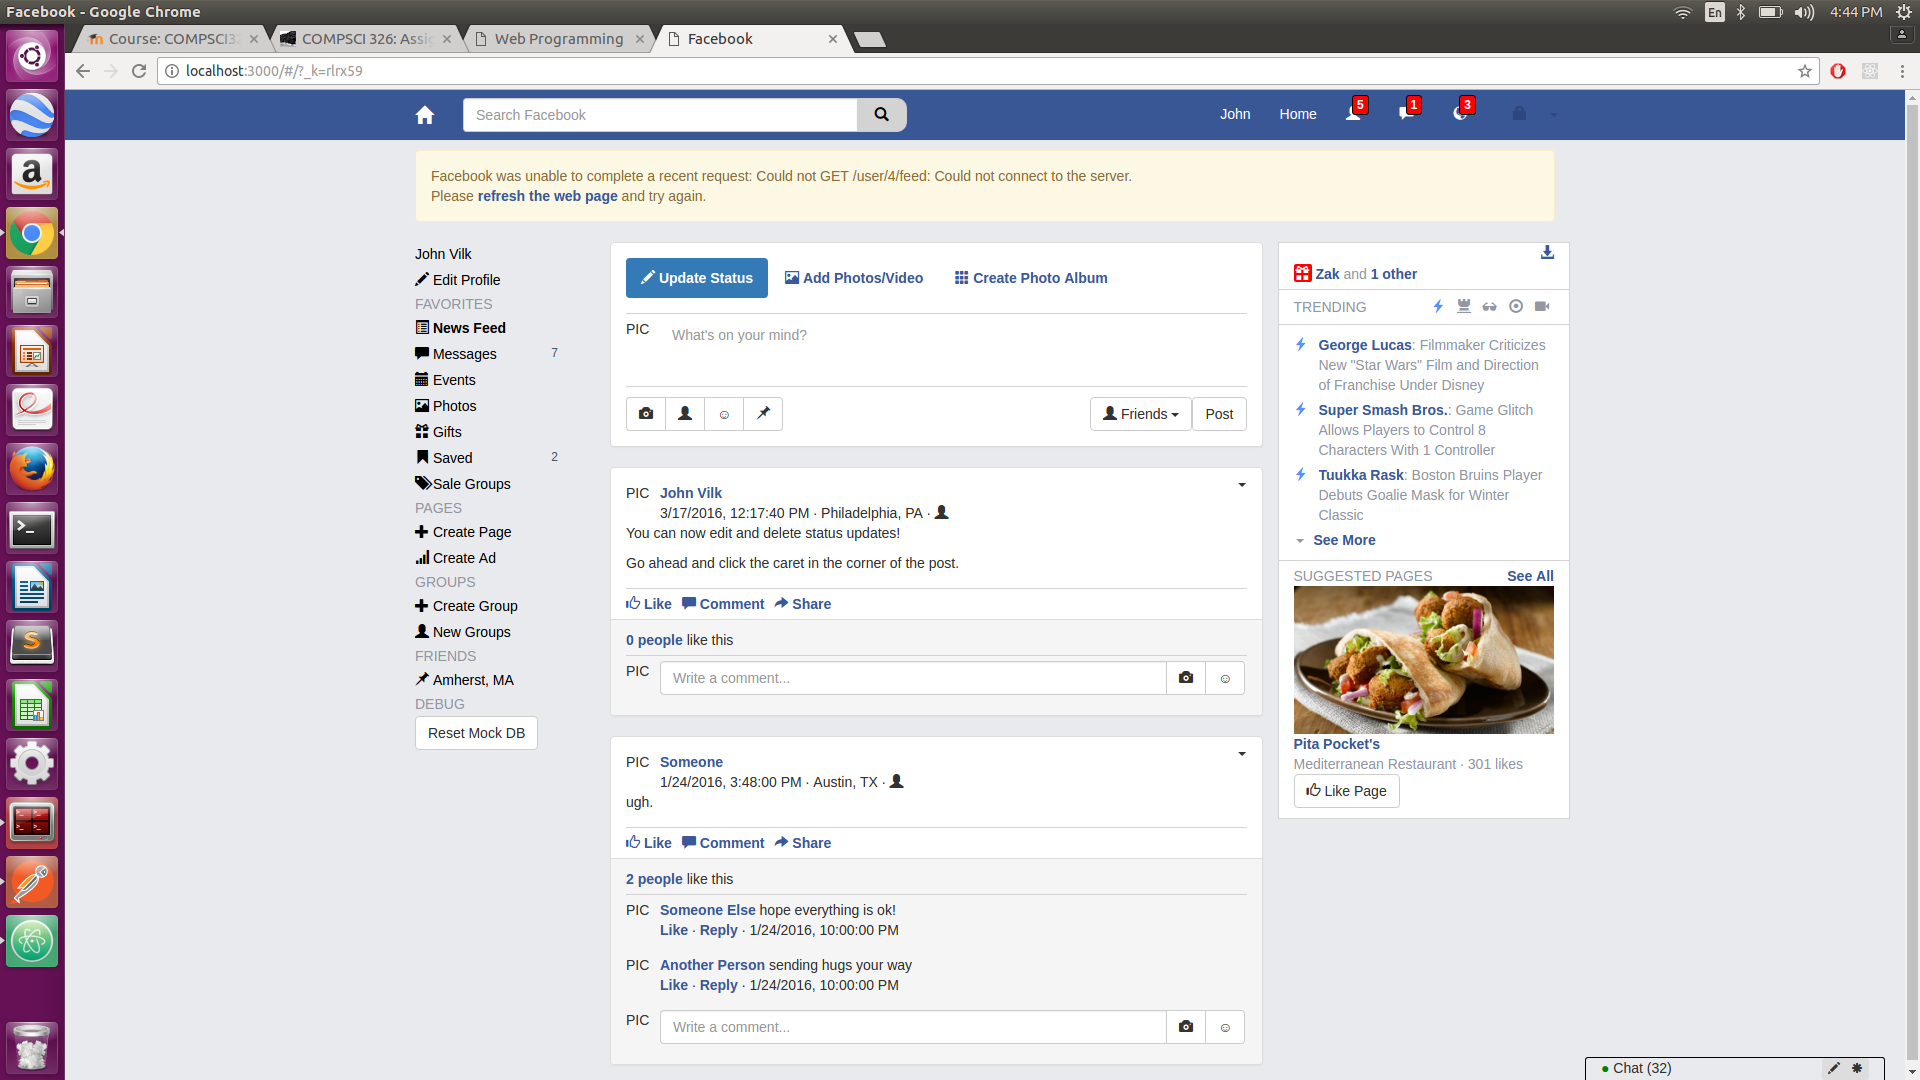 Facebook - Google Chrome
En
4:44 PM
Course: COMPSCI32
COMPSCI 326: Assig
Web Programming
Facebook
localhost:3000/#/?_k=rlrx59
Search Facebook
John
Home
5
1
3
Facebook was unable to complete a recent request: Could not GET /user/4/feed: Could not connect to the server.
Please refresh the web page and try again.
John Vilk
Edit Profile
FAVORITES
News Feed
Messages 7
Events
Photos
Gifts
Saved 2
Sale Groups
PAGES
Create Page
Create Ad
GROUPS
Create Group
New Groups
FRIENDS
Amherst, MA
DEBUG
Reset Mock DB
Update Status
Add Photos/Video
Create Photo Album
PIC What's on your mind?
Friends
Post
PIC John Vilk
3/17/2016, 12:17:40 PM · Philadelphia, PA ·
You can now edit and delete status updates!
Go ahead and click the caret in the corner of the post.
Like Comment Share
0 people like this
PIC Write a comment...
PIC Someone
1/24/2016, 3:48:00 PM · Austin, TX ·
ugh.
Like Comment Share
2 people like this
PIC Someone Else hope everything is ok!
Like · Reply · 1/24/2016, 10:00:00 PM
PIC Another Person sending hugs your way
Like · Reply · 1/24/2016, 10:00:00 PM
PIC Write a comment...
Zak and 1 other
TRENDING
George Lucas: Filmmaker Criticizes
New "Star Wars" Film and Direction
of Franchise Under Disney
Super Smash Bros.: Game Glitch
Allows Players to Control 8
Characters With 1 Controller
Tuukka Rask: Boston Bruins Player
Debuts Goalie Mask for Winter
Classic
See More
SUGGESTED PAGES See All
Pita Pocket's
Mediterranean Restaurant · 301 likes
Like Page
Chat (32)